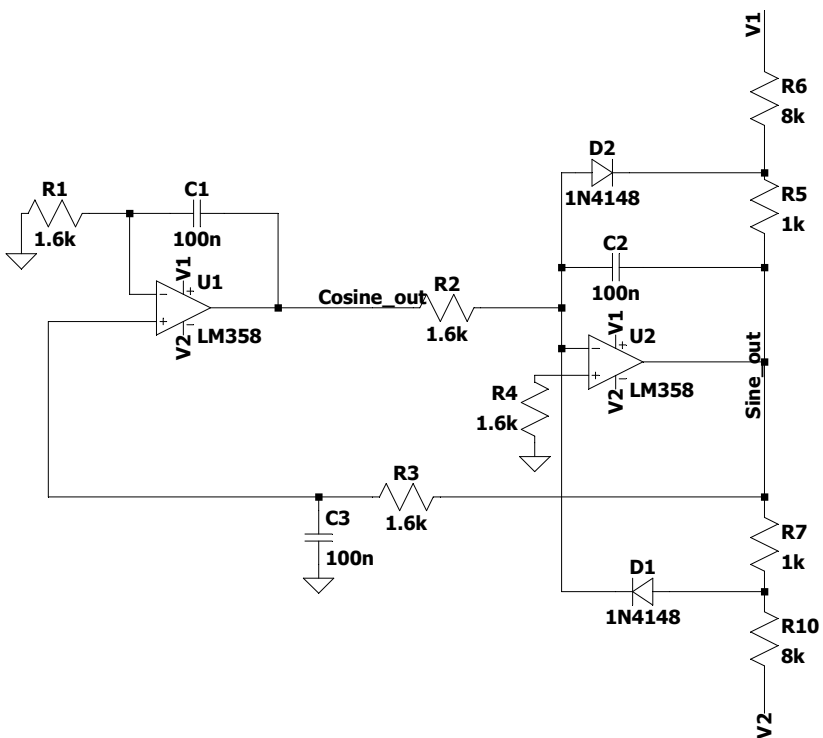 V1
R6
8k
D2
1N4148
R5
1k
R1
1.6k
C1
100n
C2
100n
V1
U1
−
+
+
−
V2
LM358
Cosine_out
R2
1.6k
V1
U2
−
+
+
−
V2
LM358
Sine_out
R4
1.6k
R3
1.6k
C3
100n
R7
1k
D1
1N4148
R10
8k
V2